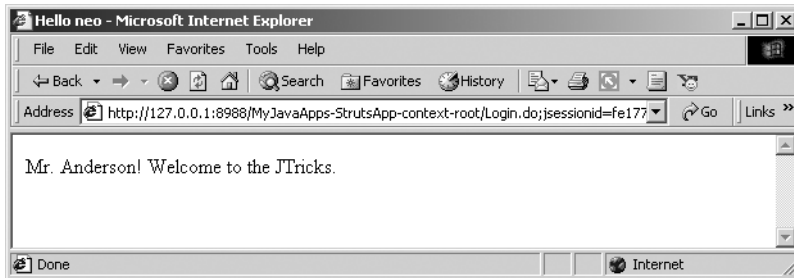 Hello neo - Microsoft Internet Explorer
File Edit View Favorites Tools Help
Back Search Favorites History
Address http://127.0.0.1:8988/MyJavaApps-StrutsApp-context-root/Login.do;jsessionid=fe177 Go Links »
Mr. Anderson! Welcome to the JTricks.
Done Internet